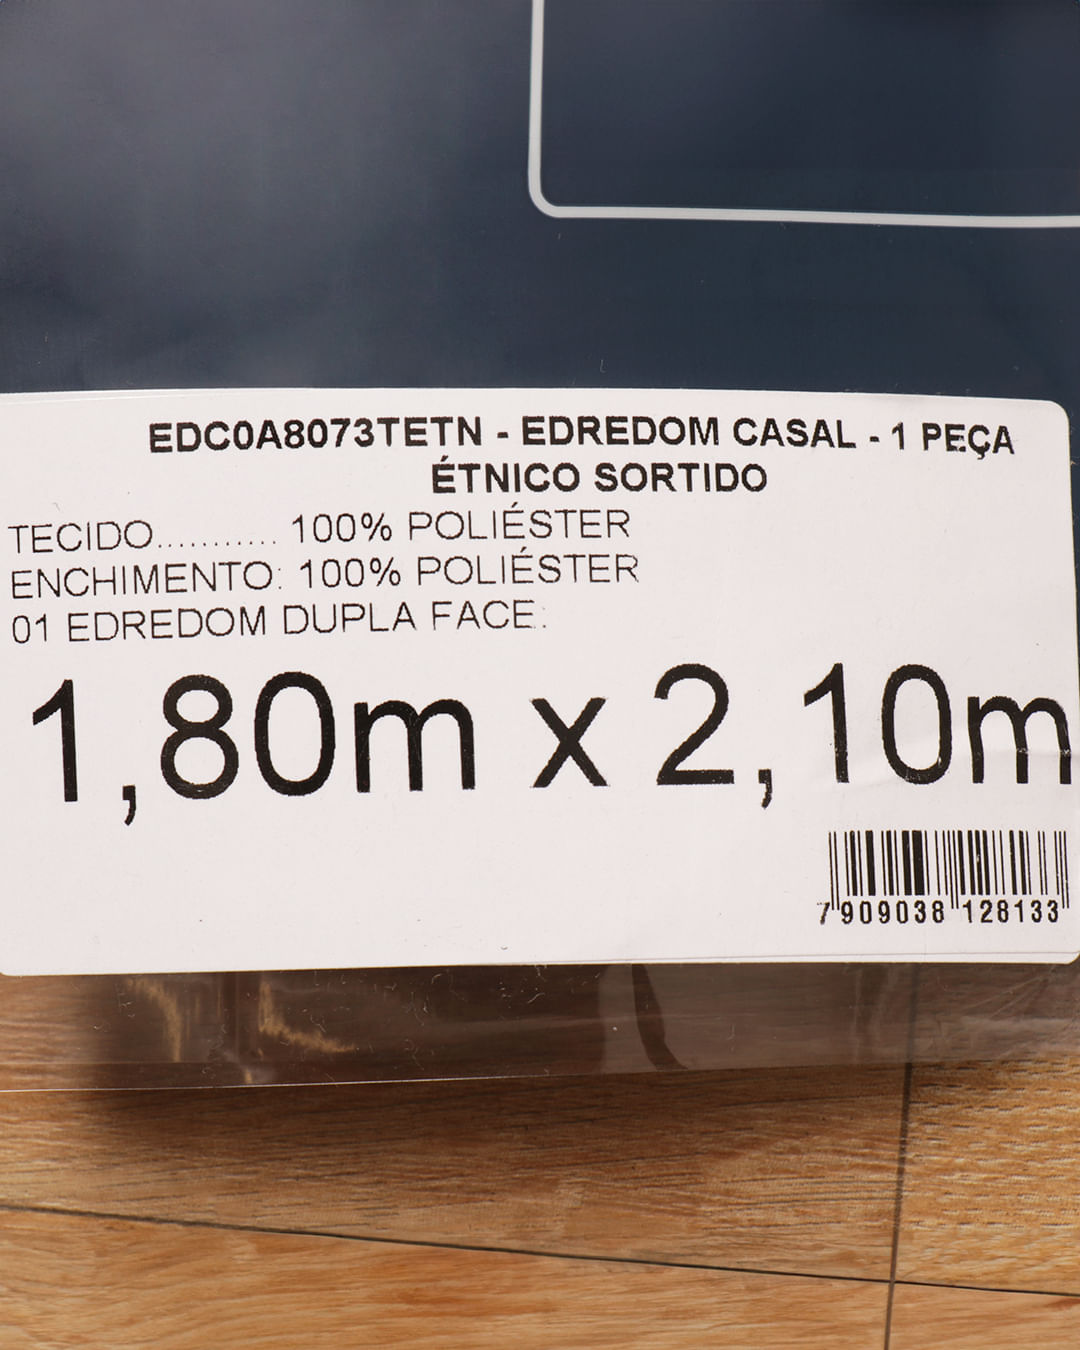 EDC0A8073TETN - EDREDOM CASAL - 1 PEÇA
ÉTNICO SORTIDO
TECIDO........... 100% POLIÉSTER
ENCHIMENTO: 100% POLIÉSTER
01 EDREDOM DUPLA FACE:
1,80m x 2,10m
7 909038 128133